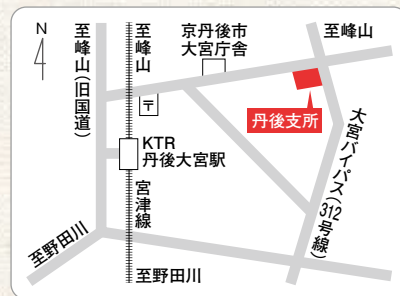 N
至峰山(旧国道)
至峰山
京丹後市
大宮庁舎
至峰山
〒
丹後支所
KTR
丹後大宮駅
大宮バイパス(312号線)
宮津線
至野田川
至野田川